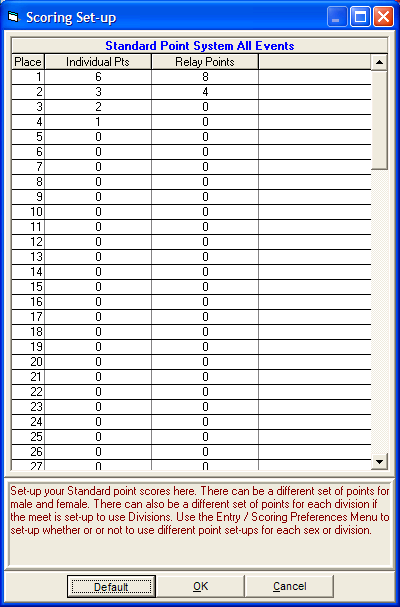 Scoring Set-up
Standard Point System All Events
Place Individual Pts Relay Points
1 6 8
2 3 4
3 2 0
4 1 0
5 0 0
6 0 0
7 0 0
8 0 0
9 0 0
10 0 0
11 0 0
12 0 0
13 0 0
14 0 0
15 0 0
16 0 0
17 0 0
18 0 0
19 0 0
20 0 0
21 0 0
22 0 0
23 0 0
24 0 0
25 0 0
26 0 0
27 0 0
Set-up your Standard point scores here. There can be a different set of points for
male and female. There can also be a different set of points for each division if
the meet is set-up to use Divisions. Use the Entry / Scoring Preferences Menu to
set-up whether or or not to use different point set-ups for each sex or division.
Default OK Cancel